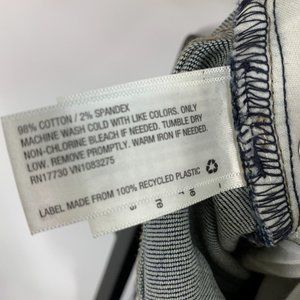 98% COTTON / 2% SPANDEX
MACHINE WASH COLD WITH LIKE COLORS. ONLY
NON-CHLORINE BLEACH IF NEEDED. TUMBLE DRY
LOW. REMOVE PROMPTLY. WARM IRON IF NEEDED.
RN17730 VN1083275
LABEL MADE FROM 100% RECYCLED PLASTIC